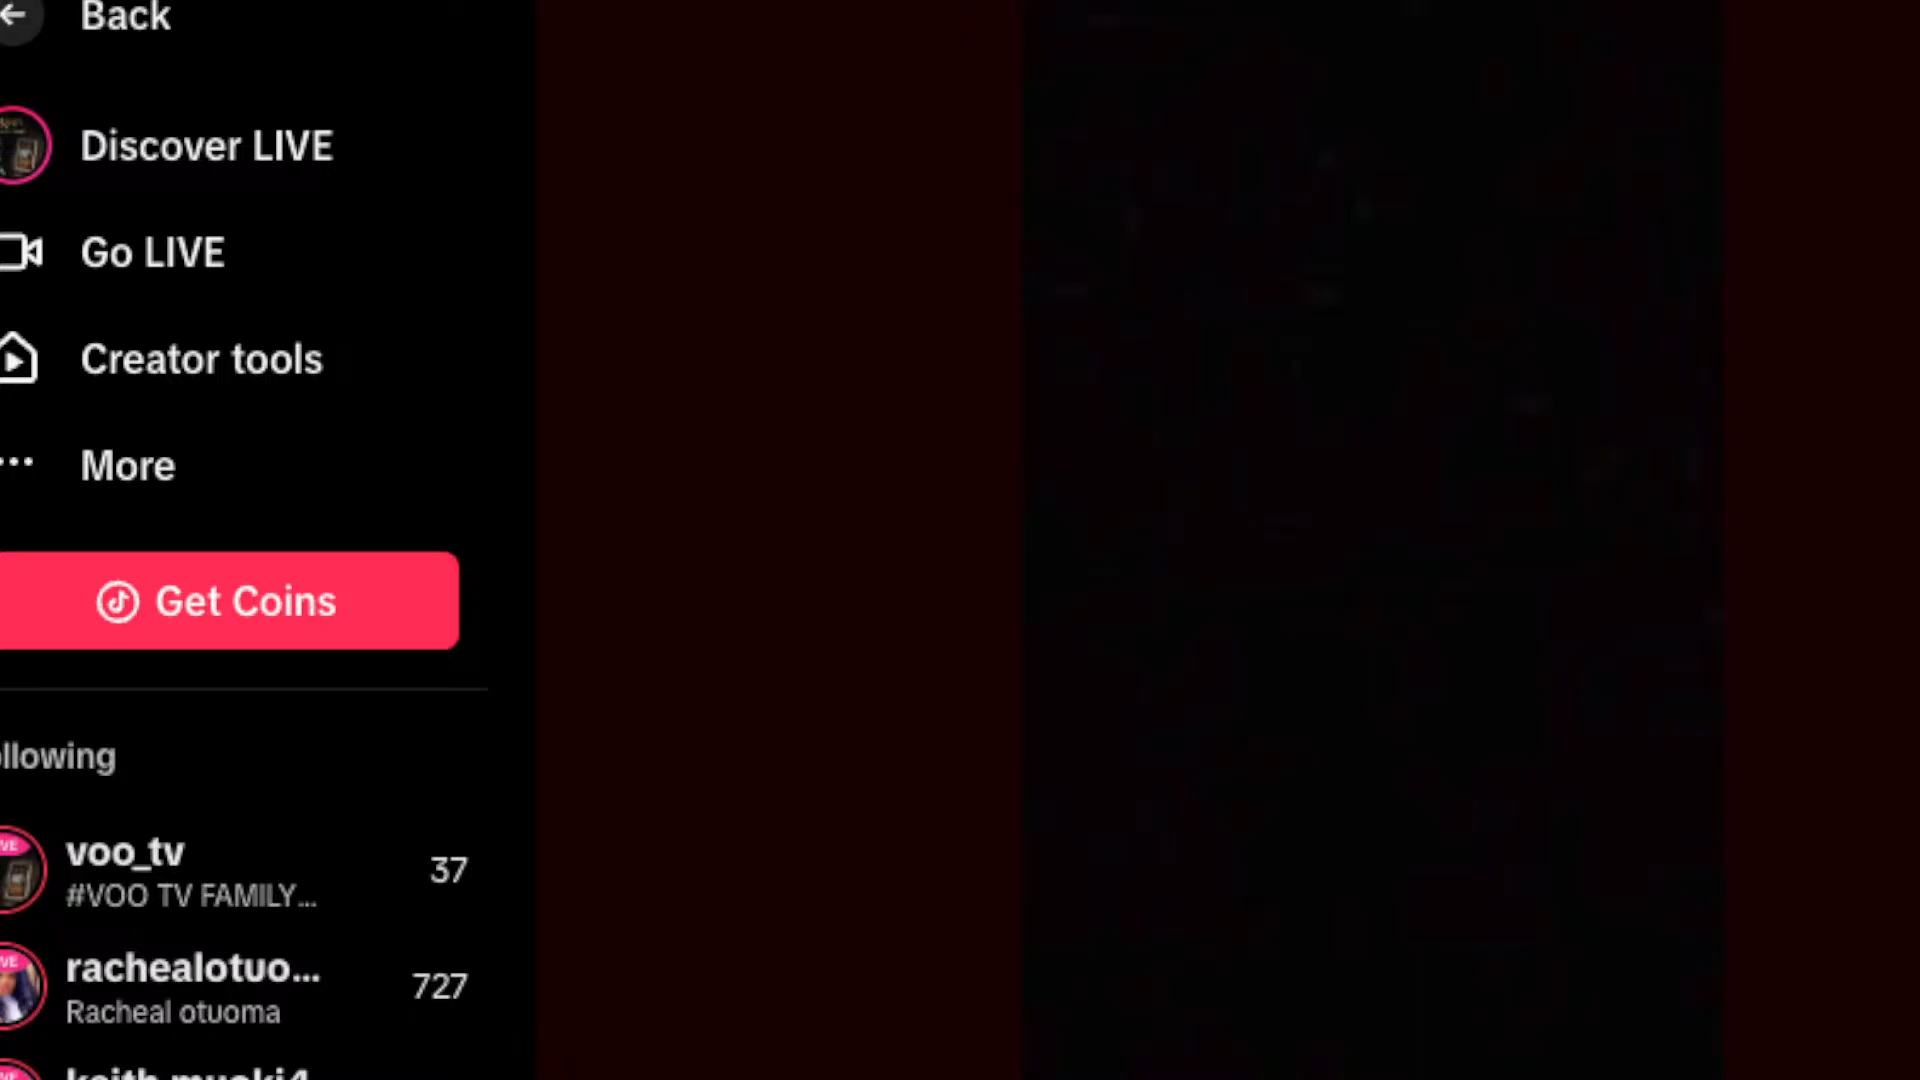 Back
Discover LIVE
Go LIVE
Creator tools
More
Get Coins
ollowing
voo_tv
37
#VOO TV FAMILY...
rachealotuo...
727
Racheal otuoma